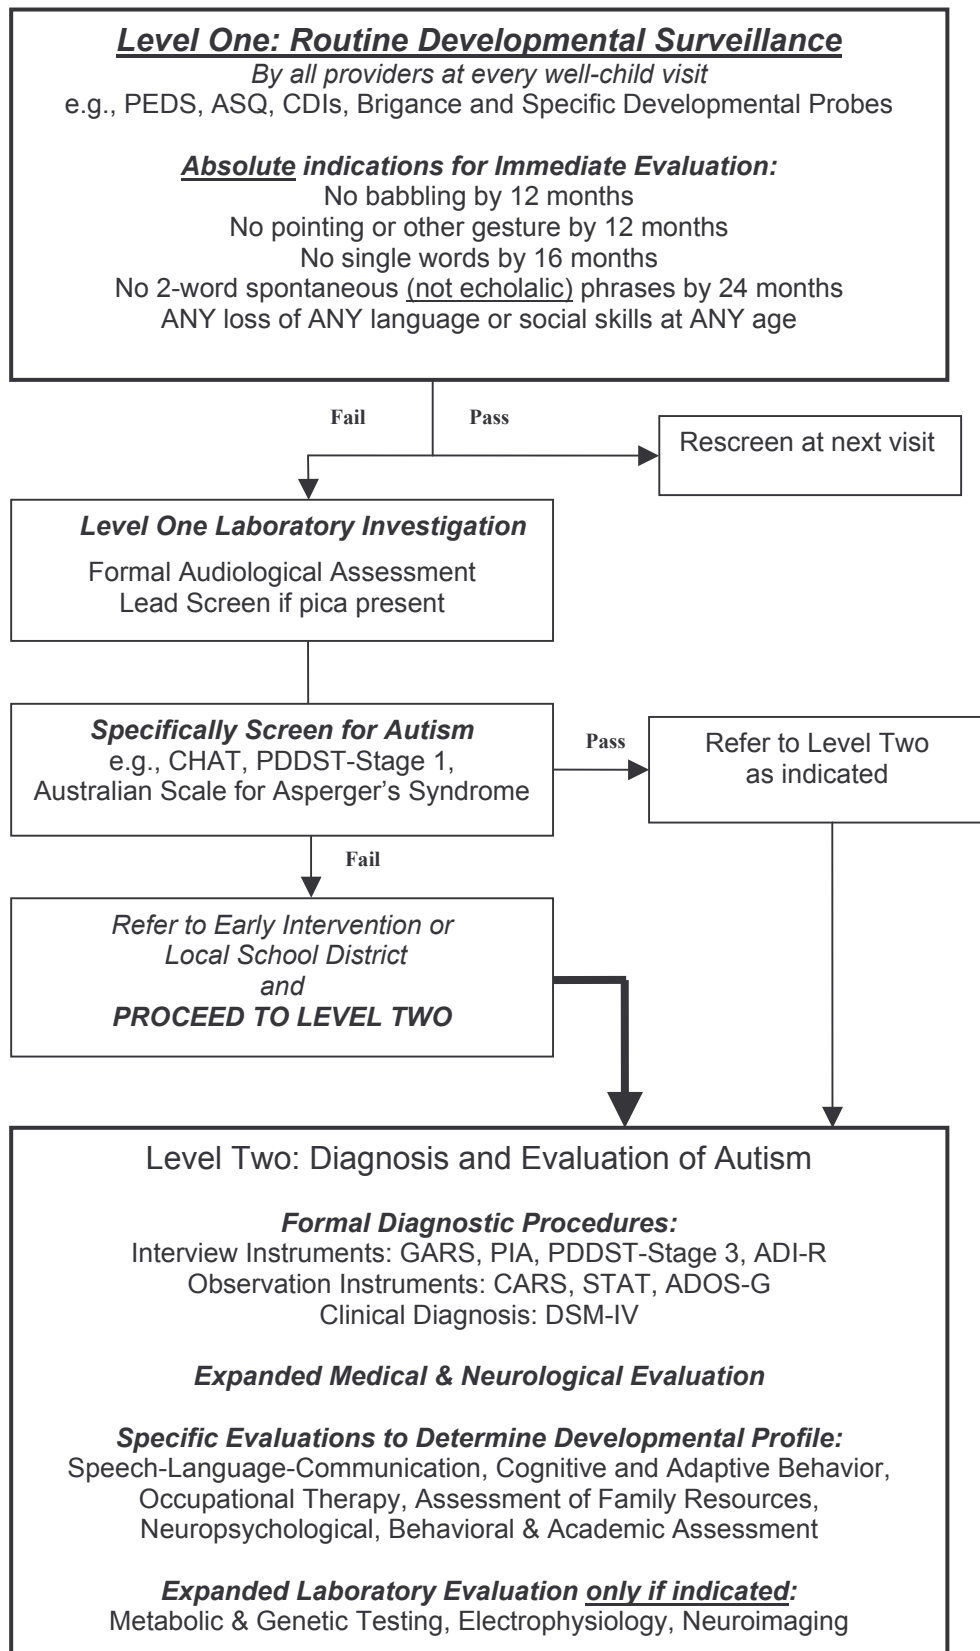 Level One: Routine Developmental Surveillance
By all providers at every well-child visit
e.g., PEDS, ASQ, CDIs, Brigance and Specific Developmental Probes
Absolute indications for Immediate Evaluation:
No babbling by 12 months
No pointing or other gesture by 12 months
No single words by 16 months
No 2-word spontaneous (not echolalic) phrases by 24 months
ANY loss of ANY language or social skills at ANY age
Fail
Pass
Rescreen at next visit
Level One Laboratory Investigation
Formal Audiological Assessment
Lead Screen if pica present
Specifically Screen for Autism
e.g., CHAT, PDDST-Stage 1,
Australian Scale for Asperger's Syndrome
Pass
Refer to Level Two
as indicated
Fail
Refer to Early Intervention or
Local School District
and
PROCEED TO LEVEL TWO
Level Two: Diagnosis and Evaluation of Autism
Formal Diagnostic Procedures:
Interview Instruments: GARS, PIA, PDDST-Stage 3, ADI-R
Observation Instruments: CARS, STAT, ADOS-G
Clinical Diagnosis: DSM-IV
Expanded Medical & Neurological Evaluation
Specific Evaluations to Determine Developmental Profile:
Speech-Language-Communication, Cognitive and Adaptive Behavior,
Occupational Therapy, Assessment of Family Resources,
Neuropsychological, Behavioral & Academic Assessment
Expanded Laboratory Evaluation only if indicated:
Metabolic & Genetic Testing, Electrophysiology, Neuroimaging